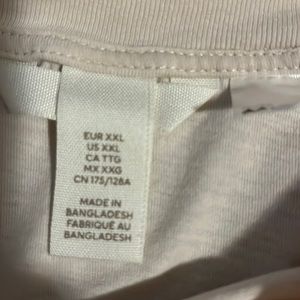 EUR XXL
US XXL
CA TTG
MX XXG
CN 175/128A
MADE IN
BANGLADESH
FABRIQUÉ AU
BANGLADESH